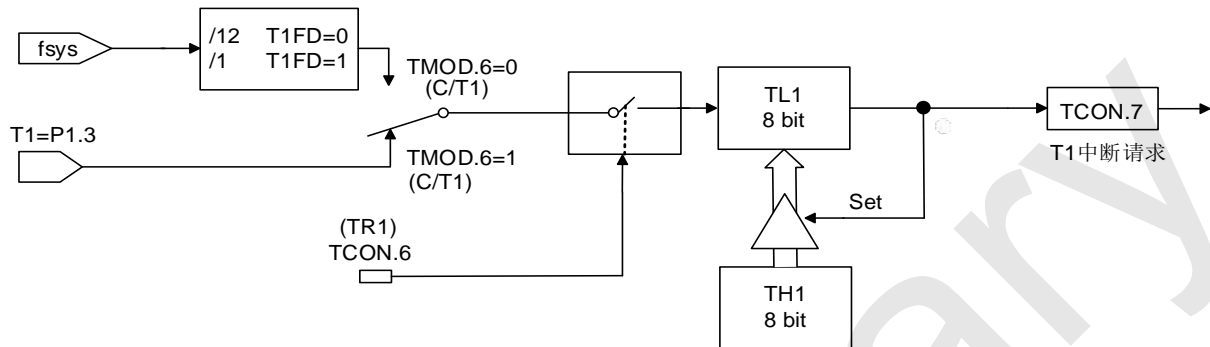 fsys
/12 T1FD=0
/1 T1FD=1
TMOD.6=0
(C/T1)
T1=P1.3
TMOD.6=1
(C/T1)
(TR1)
TCON.6
TL1
8 bit
TCON.7
T1中断请求
Set
TH1
8 bit